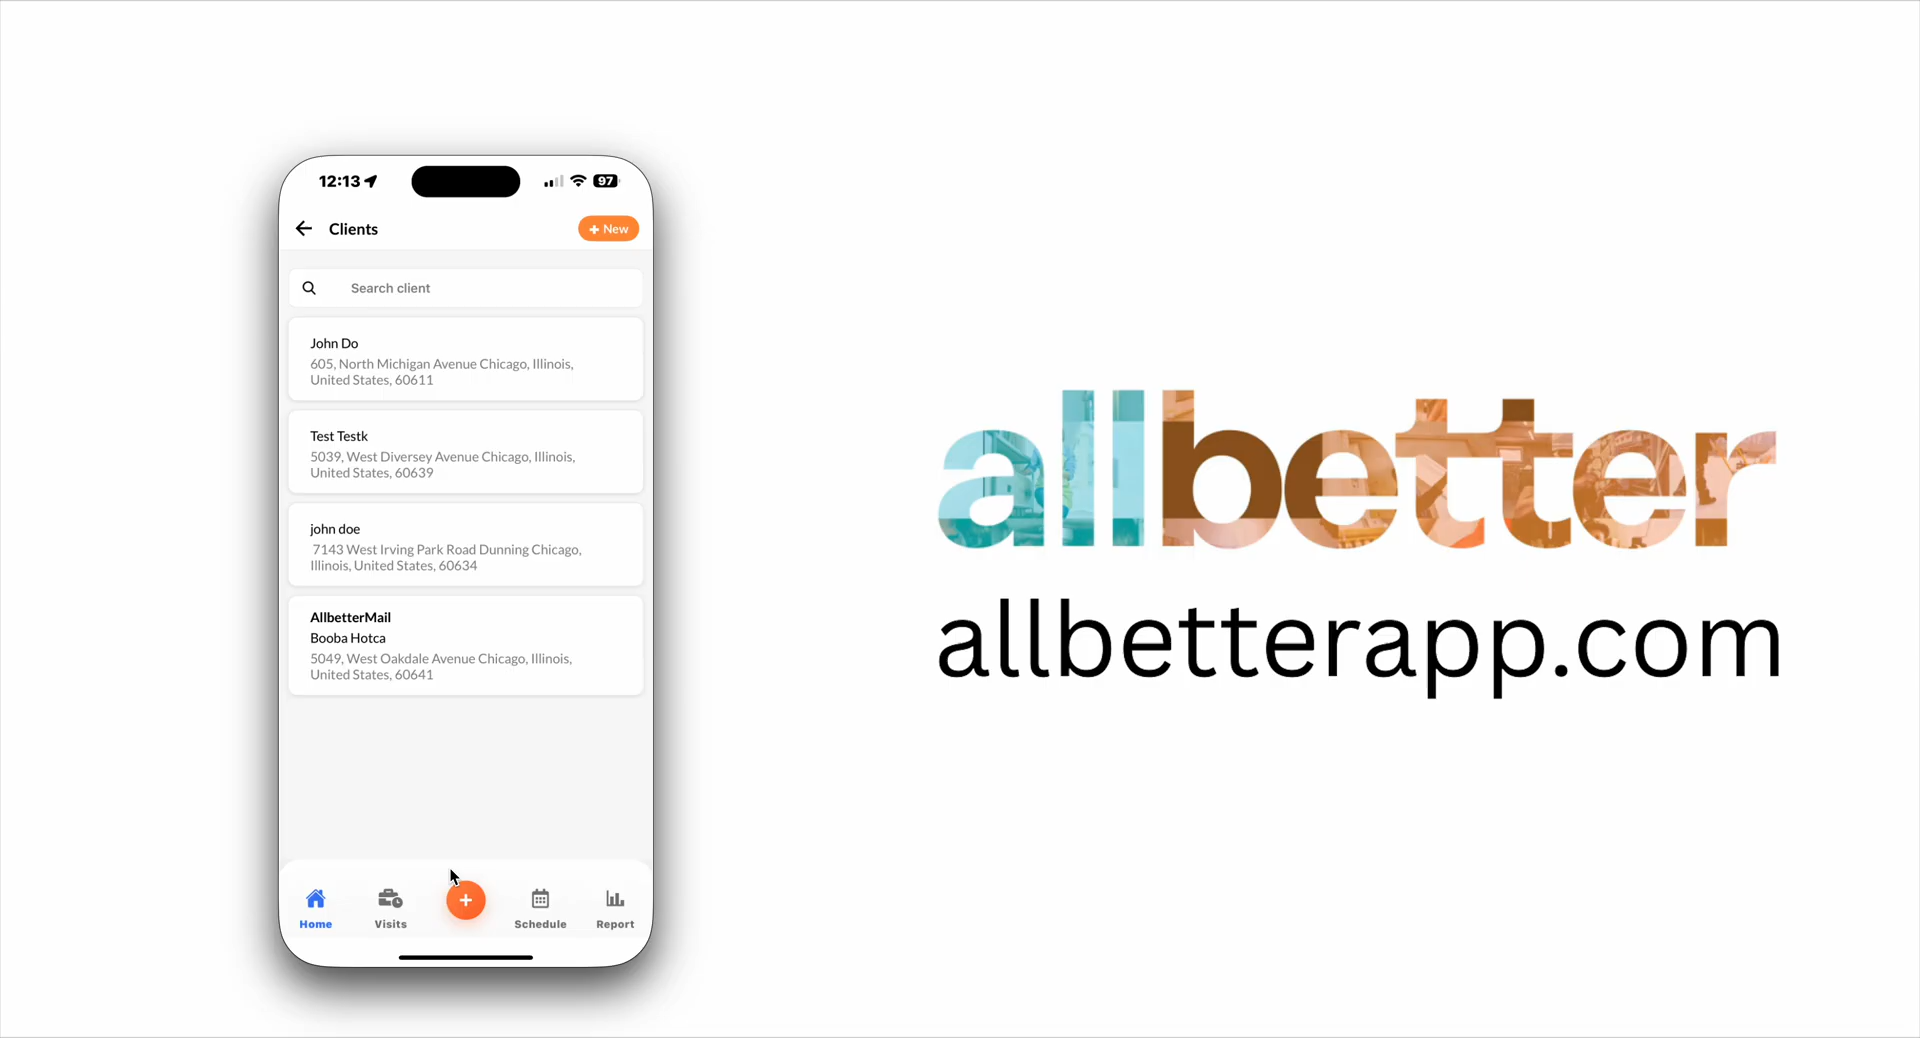 12:13
97
Clients
+ New
Search client
John Do
605, North Michigan Avenue Chicago, Illinois,
United States, 60611
Test Testk
5039, West Diversey Avenue Chicago, Illinois,
United States, 60639
john doe
7143 West Irving Park Road Dunning Chicago,
Illinois, United States, 60634
AllbetterMail
Booba Hotca
5049, West Oakdale Avenue Chicago, Illinois,
United States, 60641
Home
Visits
+
Schedule
Report
allbetter
allbetterapp.com